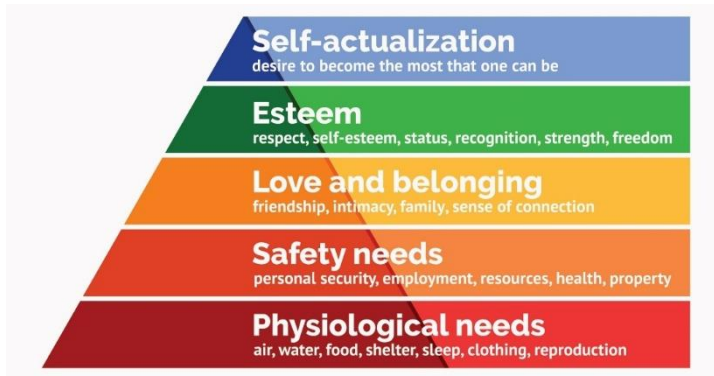 Self-actualization
desire to become the most that one can be
Esteem
respect, self-esteem, status, recognition, strength, freedom
Love and belonging
friendship, intimacy, family, sense of connection
Safety needs
personal security, employment, resources, health, property
Physiological needs
air, water, food, shelter, sleep, clothing, reproduction